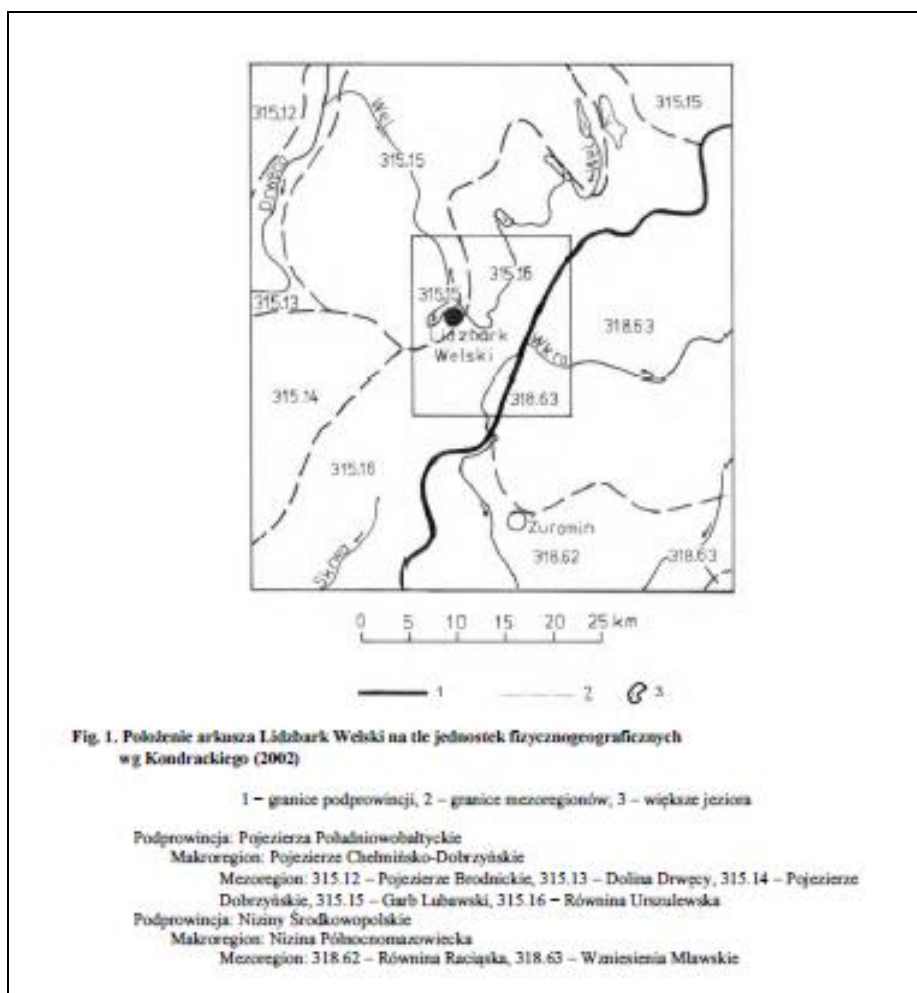 315.12
315.15
Wel
315.15
Drwęca
Wel
315.16
315.15
315.13
Lidzbark
Welski
318.63
Wkra
315.14
318.63
315.16
Żuromin
Skrwa
318.62
318.63
0 5 10 15 20 25 km
1 2 3
Fig. 1. Położenie arkusza Lidzbark Welski na tle jednostek fizycznogeograficznych
wg Kondrackiego (2002)
1 – granice podprowincji, 2 – granice mezoregionów, 3 – większe jeziora
Podprowincja: Pojezierza Południowobałtyckie
Makroregion: Pojezierze Chełmińsko-Dobrzyńskie
Mezoregion: 315.12 – Pojezierze Brodnickie, 315.13 – Dolina Drwęcy, 315.14 – Pojezierze
Dobrzyńskie, 315.15 – Garb Lubawski, 315.16 – Równina Urszulewska
Podprowincja: Niziny Środkowopolskie
Makroregion: Nizina Północnomazowiecka
Mezoregion: 318.62 – Równina Raciąska, 318.63 – Wzniesienia Mławskie